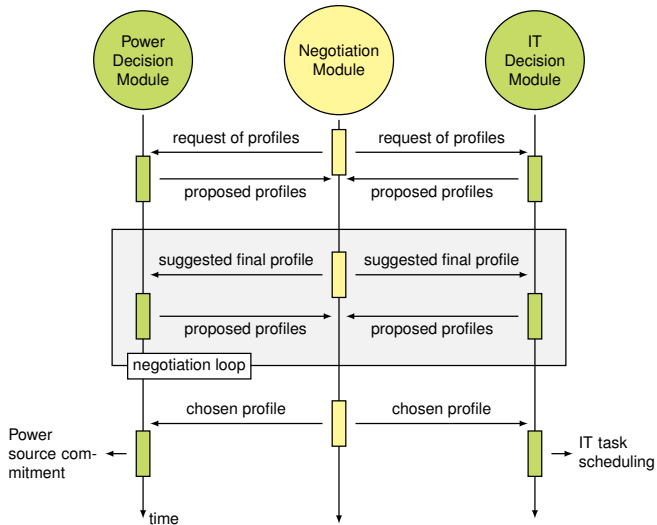 Power
Decision
Module
Negotiation
Module
IT
Decision
Module
request of profiles
request of profiles
proposed profiles
proposed profiles
suggested final profile
suggested final profile
proposed profiles
proposed profiles
negotiation loop
chosen profile
chosen profile
Power
source com-
mitment
IT task
scheduling
time